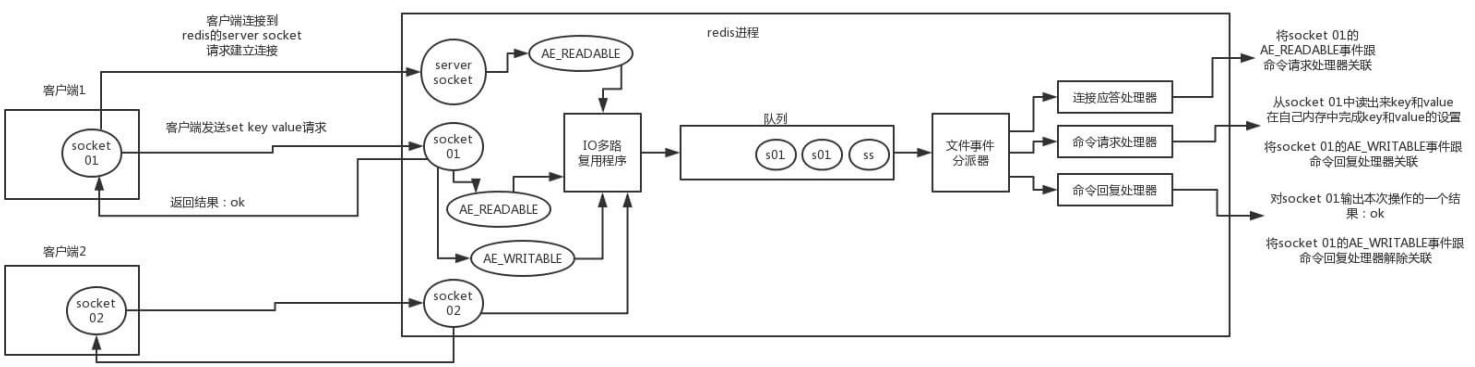 客户端连接到
redis的server socket
请求建立连接
redis进程
AE_READABLE
server
socket
将socket 01的
AE_READABLE事件跟
命令请求处理器关联
客户端1
连接应答处理器
socket
01
客户端发送set key value请求
socket
01
IO多路
复用程序
队列
s01
s01
ss
文件事件
分派器
命令请求处理器
从socket 01中读出来key和value
在自己内存中完成key和value的设置
将socket 01的AE_WRITABLE事件跟
命令回复处理器关联
命令回复处理器
返回结果：ok
AE_READABLE
对socket 01输出本次操作的一个结
果：ok
客户端2
AE_WRITABLE
将socket 01的AE_WRITABLE事件跟
命令回复处理器解除关联
socket
02
socket
02